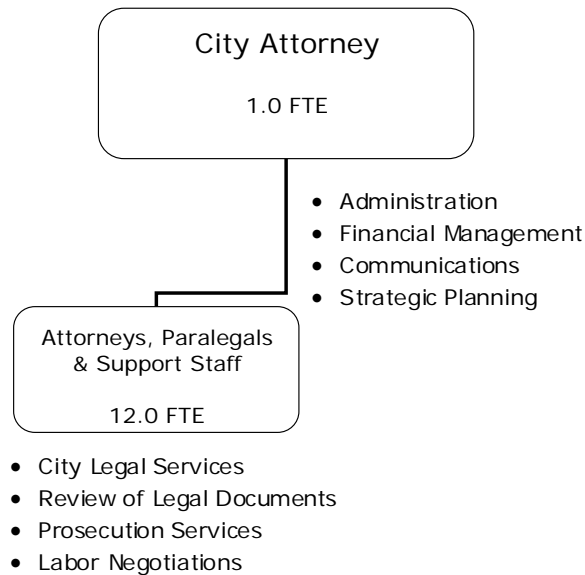 City Attorney
1.0 FTE
• Administration
• Financial Management
• Communications
• Strategic Planning
Attorneys, Paralegals
& Support Staff
12.0 FTE
• City Legal Services
• Review of Legal Documents
• Prosecution Services
• Labor Negotiations